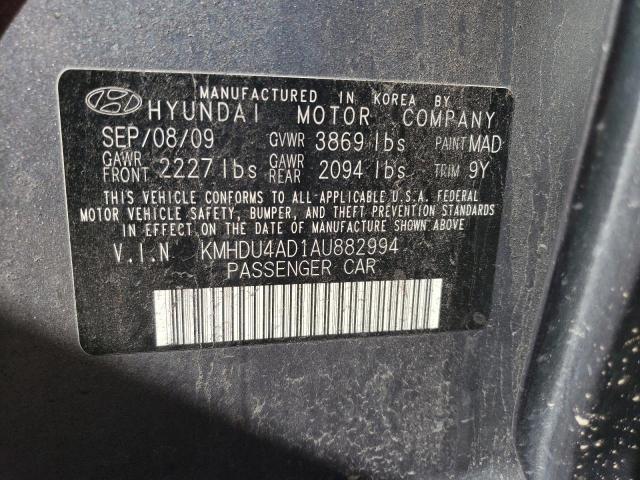 MANUFACTURED IN KOREA BY
HYUNDAI MOTOR COMPANY
SEP/08/09 GVWR 3869 lbs PAINT MAD
GAWR FRONT 2227 lbs GAWR REAR 2094 lbs TRIM 9Y
THIS VEHICLE CONFORMS TO ALL-APPLICABLE U.S.A. FEDERAL
MOTOR VEHICLE SAFETY, BUMPER, AND THEFT PREVENTION STANDARDS
IN EFFECT ON THE DATE OF MANUFACTURE SHOWN ABOVE
V.I.N KMHDU4AD1AU882994
PASSENGER CAR